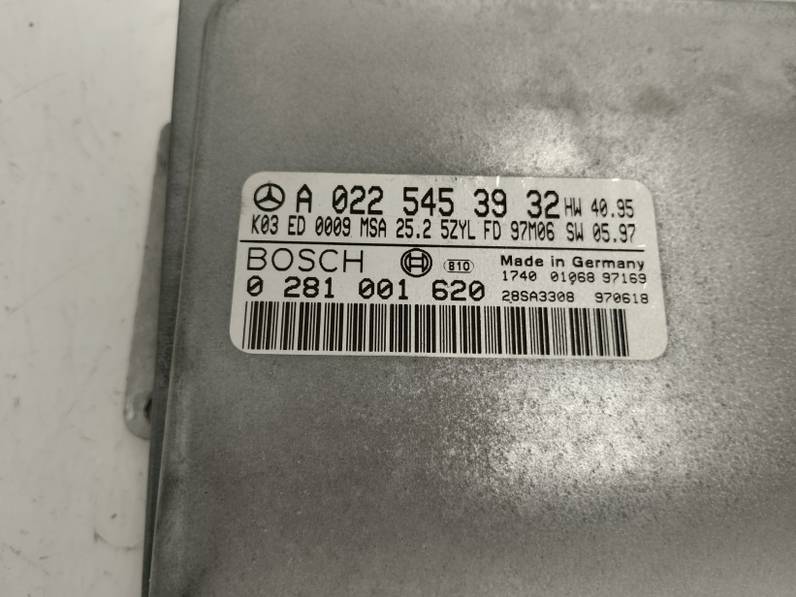 A 022 545 39 32 HW 40.95
K03 ED 0009 MSA 25.2 5ZYL FD 97M06 SW 05.97
BOSCH 810 Made in Germany
1740 01068 97169
0 281 001 620 28SA3308 970618